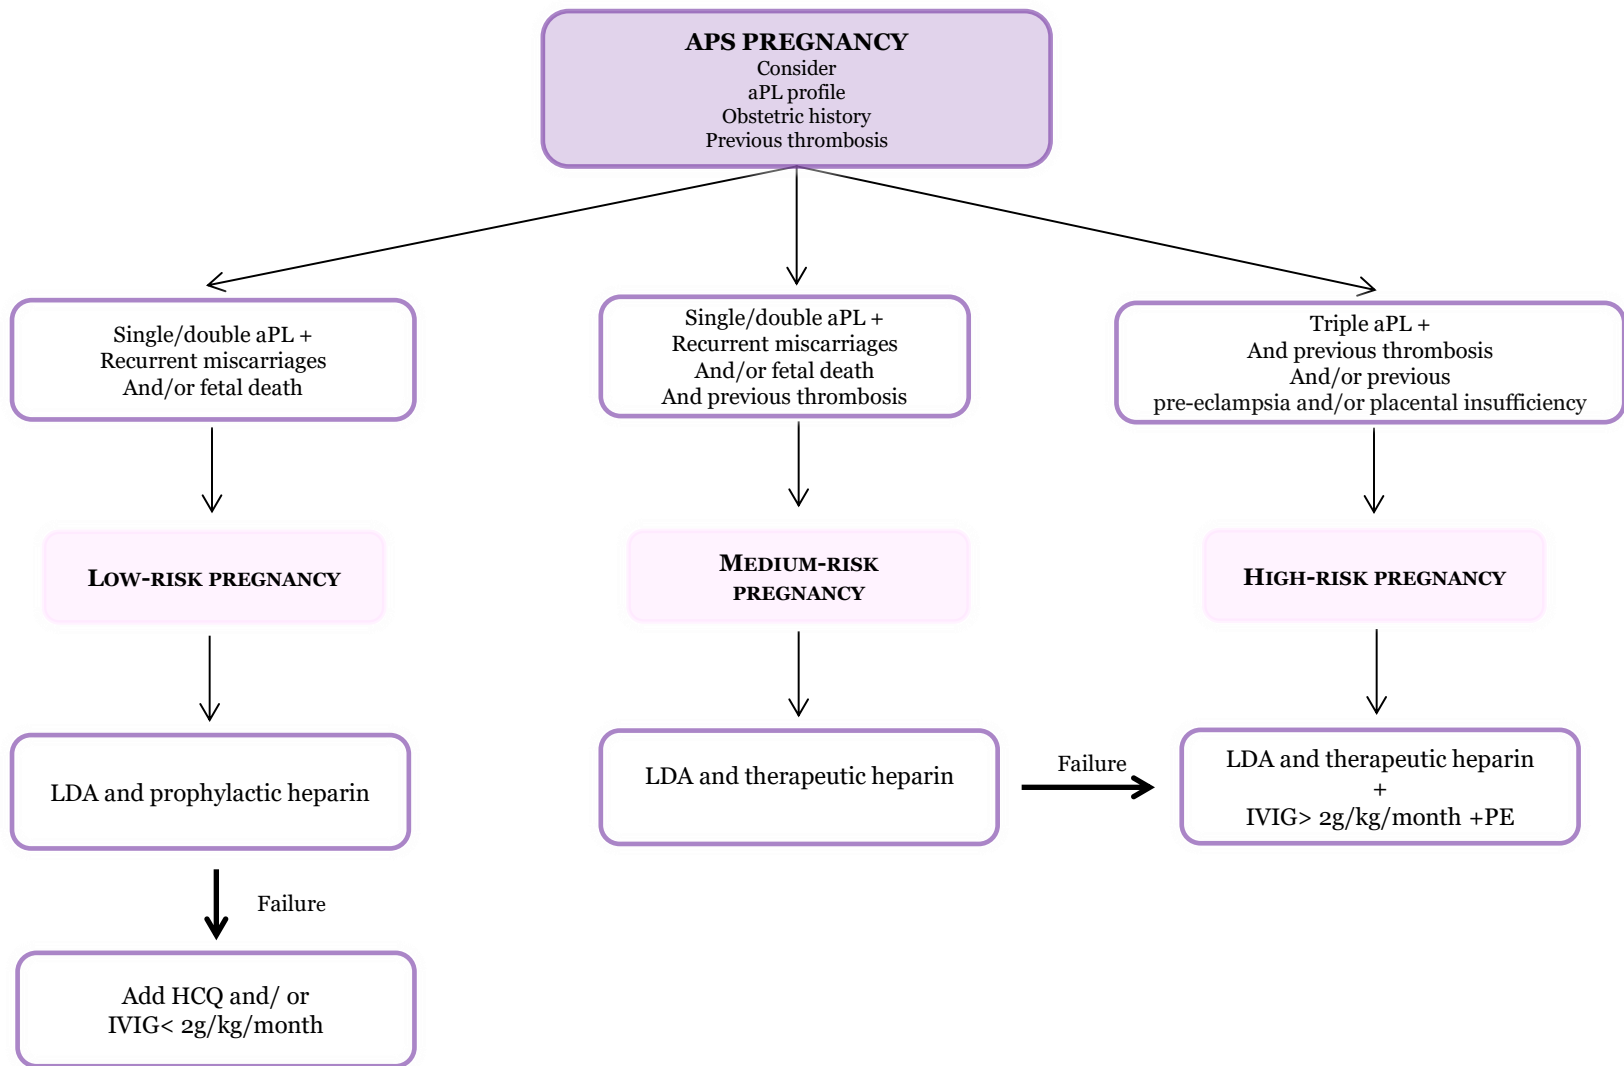 APS PREGNANCY
Consider
aPL profile
Obstetric history
Previous thrombosis
Single/double aPL +
Recurrent miscarriages
And/or fetal death
Single/double aPL +
Recurrent miscarriages
And/or fetal death
And previous thrombosis
Triple aPL +
And previous thrombosis
And/or previous
pre-eclampsia and/or placental insufficiency
LOW-RISK PREGNANCY
MEDIUM-RISK
PREGNANCY
HIGH-RISK PREGNANCY
LDA and prophylactic heparin
LDA and therapeutic heparin
Failure
LDA and therapeutic heparin
+
IVIG> 2g/kg/month +PE
Failure
Add HCQ and/ or
IVIG< 2g/kg/month